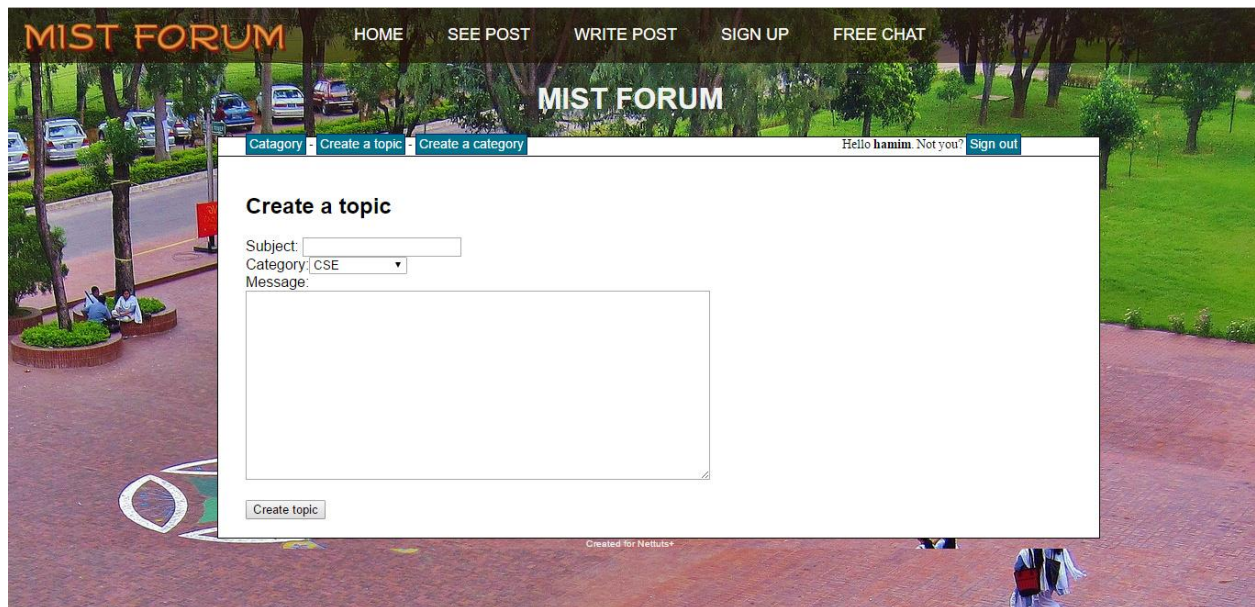 MIST FORUM HOME SEE POST WRITE POST SIGN UP FREE CHAT
MIST FORUM
Catagory - Create a topic - Create a category Hello hamim. Not you? Sign out
Create a topic
Subject:
Category: CSE
Message:
Create topic
Created for Nettuts+